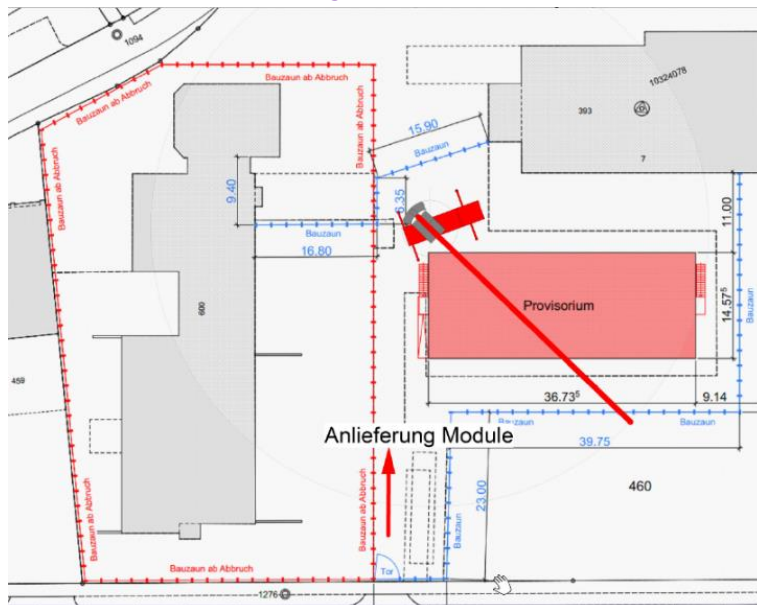 1094
Bauzaun ab Abbruch
Bauzaun ab Abbruch
Bauzaun ab Abbruch
10324078
393
7
15.90
Bauzaun
Bauzaun ab Abbruch
9.40
6.35
Bauzaun
16.80
11.00
Provisorium
14.57⁵
Bauzaun
600
459
36.73⁵
9.14
Bauzaun
Anlieferung Module
39.75
460
23.00
Bauzaun ab Abbruch
Bauzaun ab Abbruch
Bauzaun
Bauzaun ab Abbruch
Tor
1276